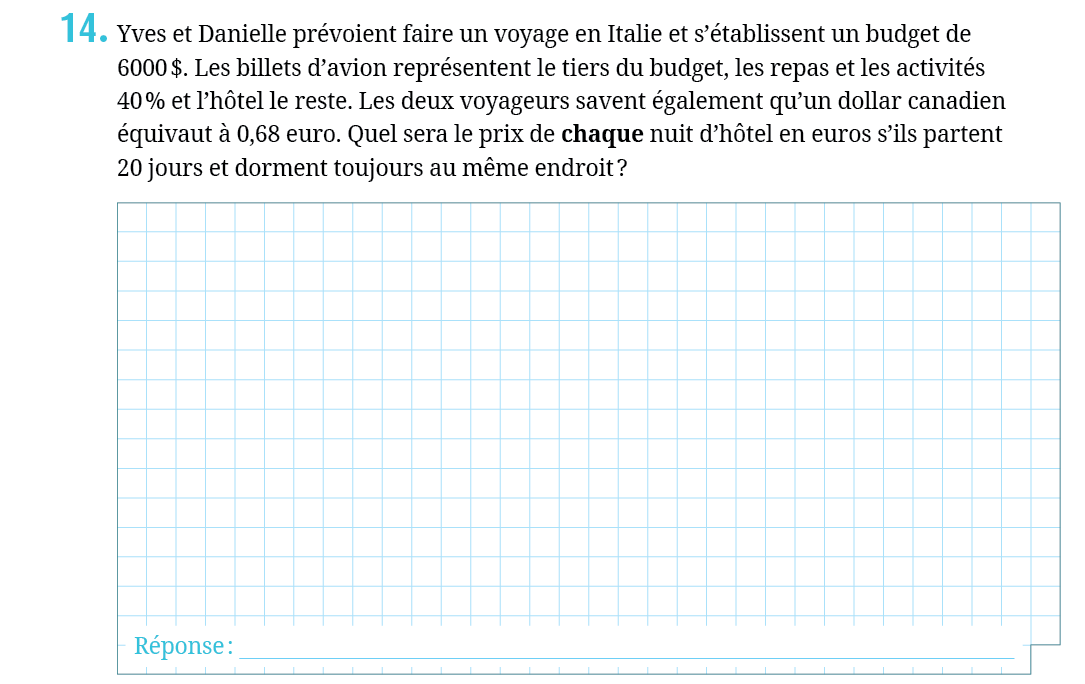 14. Yves et Danielle prévoient faire un voyage en Italie et s’établissent un budget de
6000 $. Les billets d’avion représentent le tiers du budget, les repas et les activités
40 % et l’hôtel le reste. Les deux voyageurs savent également qu’un dollar canadien
équivaut à 0,68 euro. Quel sera le prix de chaque nuit d’hôtel en euros s’ils partent
20 jours et dorment toujours au même endroit ?
Réponse :